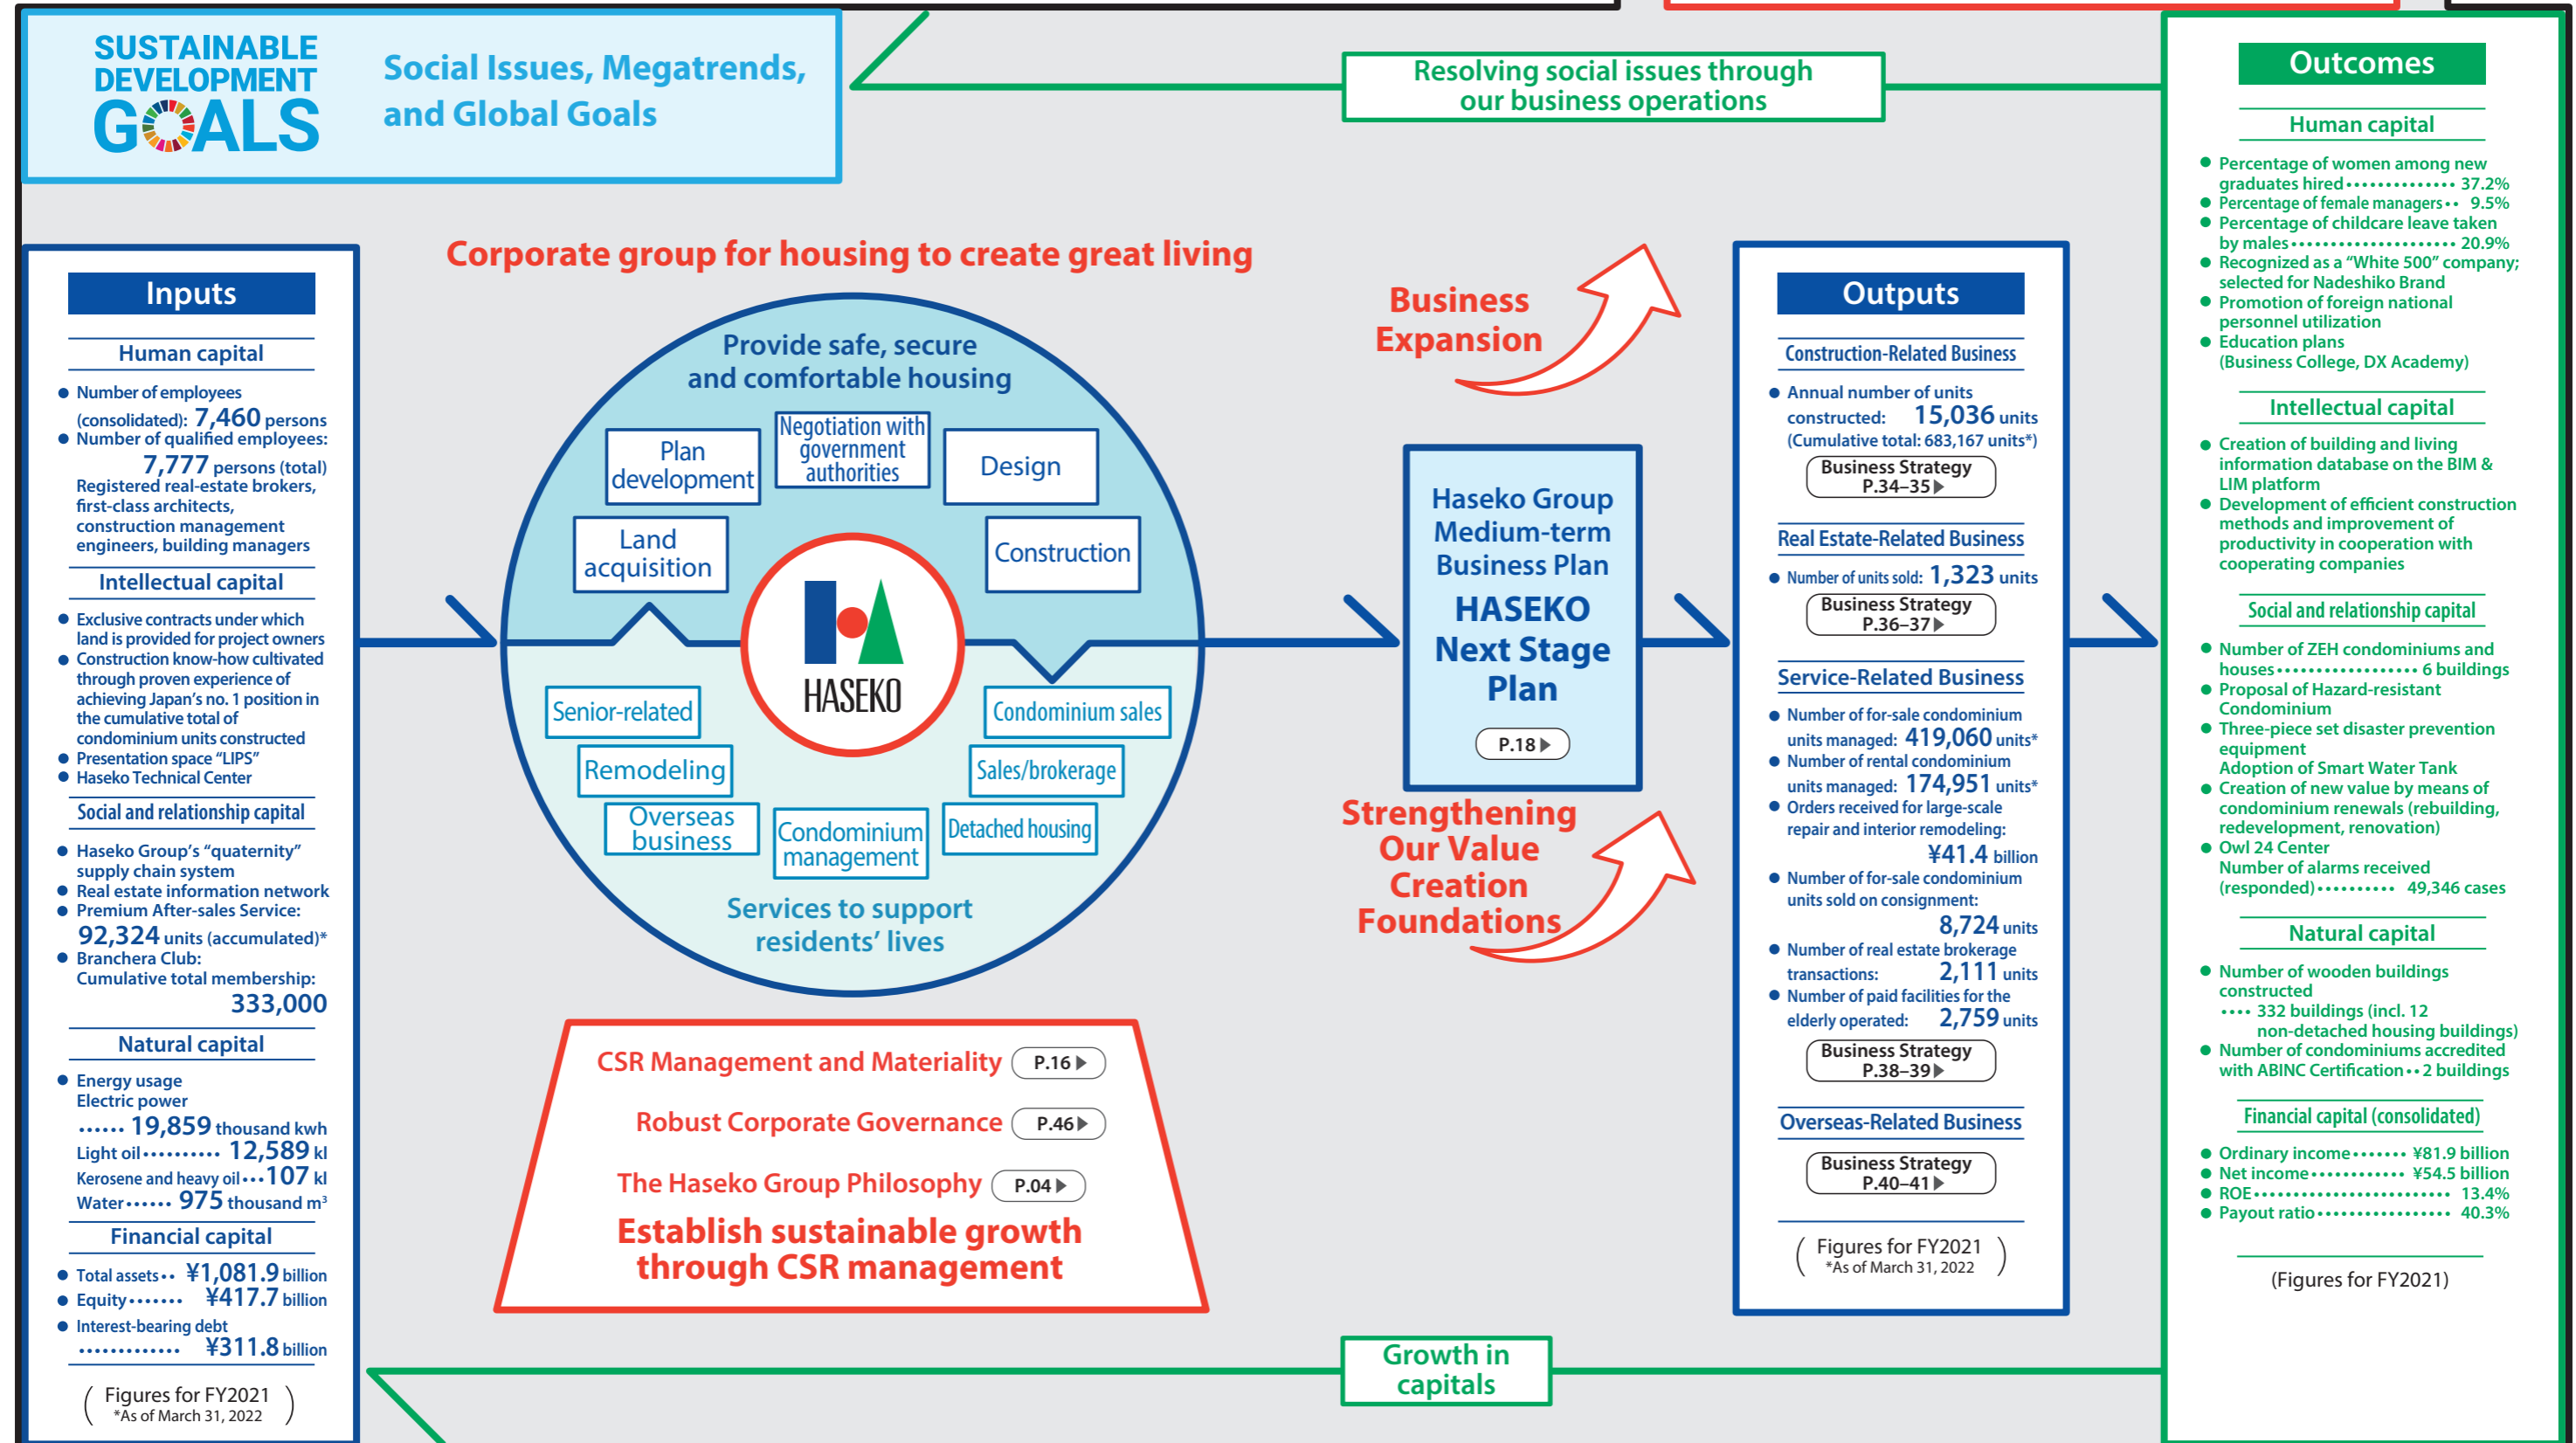 SUSTAINABLE
DEVELOPMENT
GOALS
Social Issues, Megatrends,
and Global Goals
Resolving social issues through
our business operations
Inputs
Human capital
● Number of employees
(consolidated): 7,460 persons
● Number of qualified employees:
7,777 persons (total)
Registered real-estate brokers,
first-class architects,
construction management
engineers, building managers
Intellectual capital
● Exclusive contracts under which
land is provided for project owners
● Construction know-how cultivated
through proven experience of
achieving Japan's no. 1 position in
the cumulative total of
condominium units constructed
● Presentation space "LIPS"
● Haseko Technical Center
Social and relationship capital
● Haseko Group's "quaternity"
supply chain system
● Real estate information network
● Premium After-sales Service:
92,324 units (accumulated)*
● Branchera Club:
Cumulative total membership:
333,000
Natural capital
● Energy usage
Electric power
...... 19,859 thousand kwh
Light oil.......... 12,589 kl
Kerosene and heavy oil...107 kl
Water...... 975 thousand m³
Financial capital
● Total assets.. ¥1,081.9 billion
● Equity....... ¥417.7 billion
● Interest-bearing debt
............. ¥311.8 billion
( Figures for FY2021
*As of March 31, 2022 )
Corporate group for housing to create great living
Provide safe, secure
and comfortable housing
Land
acquisition
Plan
development
Negotiation with
government
authorities
Design
Construction
HASEKO
Senior-related
Remodeling
Overseas
business
Condominium
management
Detached housing
Sales/brokerage
Condominium sales
Services to support
residents' lives
CSR Management and Materiality P.16▶
Robust Corporate Governance P.46▶
The Haseko Group Philosophy P.04▶
Establish sustainable growth
through CSR management
Business
Expansion
Haseko Group
Medium-term
Business Plan
HASEKO
Next Stage
Plan
P.18▶
Strengthening
Our Value
Creation
Foundations
Outputs
Construction-Related Business
● Annual number of units
constructed: 15,036 units
(Cumulative total: 683,167 units*)
Business Strategy
P.34–35▶
Real Estate-Related Business
● Number of units sold: 1,323 units
Business Strategy
P.36–37▶
Service-Related Business
● Number of for-sale condominium
units managed: 419,060 units*
● Number of rental condominium
units managed: 174,951 units*
● Orders received for large-scale
repair and interior remodeling:
¥41.4 billion
● Number of for-sale condominium
units sold on consignment:
8,724 units
● Number of real estate brokerage
transactions: 2,111 units
● Number of paid facilities for the
elderly operated: 2,759 units
Business Strategy
P.38–39▶
Overseas-Related Business
Business Strategy
P.40–41▶
( Figures for FY2021
*As of March 31, 2022 )
Outcomes
Human capital
● Percentage of women among new
graduates hired.............. 37.2%
● Percentage of female managers.. 9.5%
● Percentage of childcare leave taken
by males..................... 20.9%
● Recognized as a "White 500" company;
selected for Nadeshiko Brand
● Promotion of foreign national
personnel utilization
● Education plans
(Business College, DX Academy)
Intellectual capital
● Creation of building and living
information database on the BIM &
LIM platform
● Development of efficient construction
methods and improvement of
productivity in cooperation with
cooperating companies
Social and relationship capital
● Number of ZEH condominiums and
houses.................. 6 buildings
● Proposal of Hazard-resistant
Condominium
● Three-piece set disaster prevention
equipment
Adoption of Smart Water Tank
● Creation of new value by means of
condominium renewals (rebuilding,
redevelopment, renovation)
● Owl 24 Center
Number of alarms received
(responded).......... 49,346 cases
Natural capital
● Number of wooden buildings
constructed
.... 332 buildings (incl. 12
non-detached housing buildings)
● Number of condominiums accredited
with ABINC Certification.. 2 buildings
Financial capital (consolidated)
● Ordinary income....... ¥81.9 billion
● Net income............ ¥54.5 billion
● ROE......................... 13.4%
● Payout ratio................. 40.3%
(Figures for FY2021)
Growth in
capitals